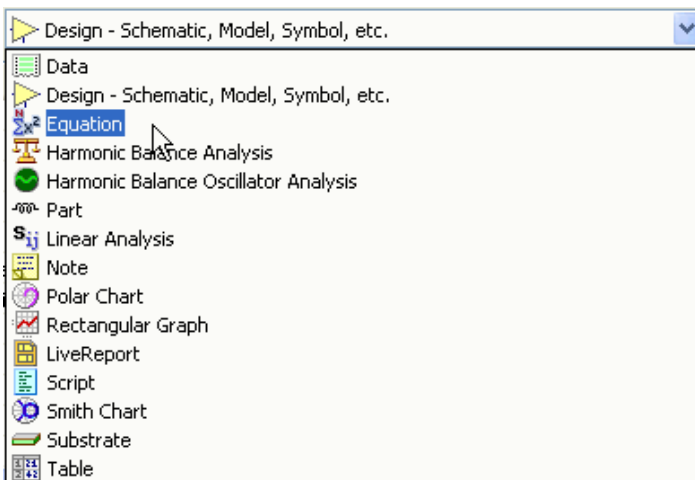 Design - Schematic, Model, Symbol, etc.
Data
Design - Schematic, Model, Symbol, etc.
Equation
Harmonic Balance Analysis
Harmonic Balance Oscillator Analysis
Part
Sij Linear Analysis
Note
Polar Chart
Rectangular Graph
LiveReport
Script
Smith Chart
Substrate
Table